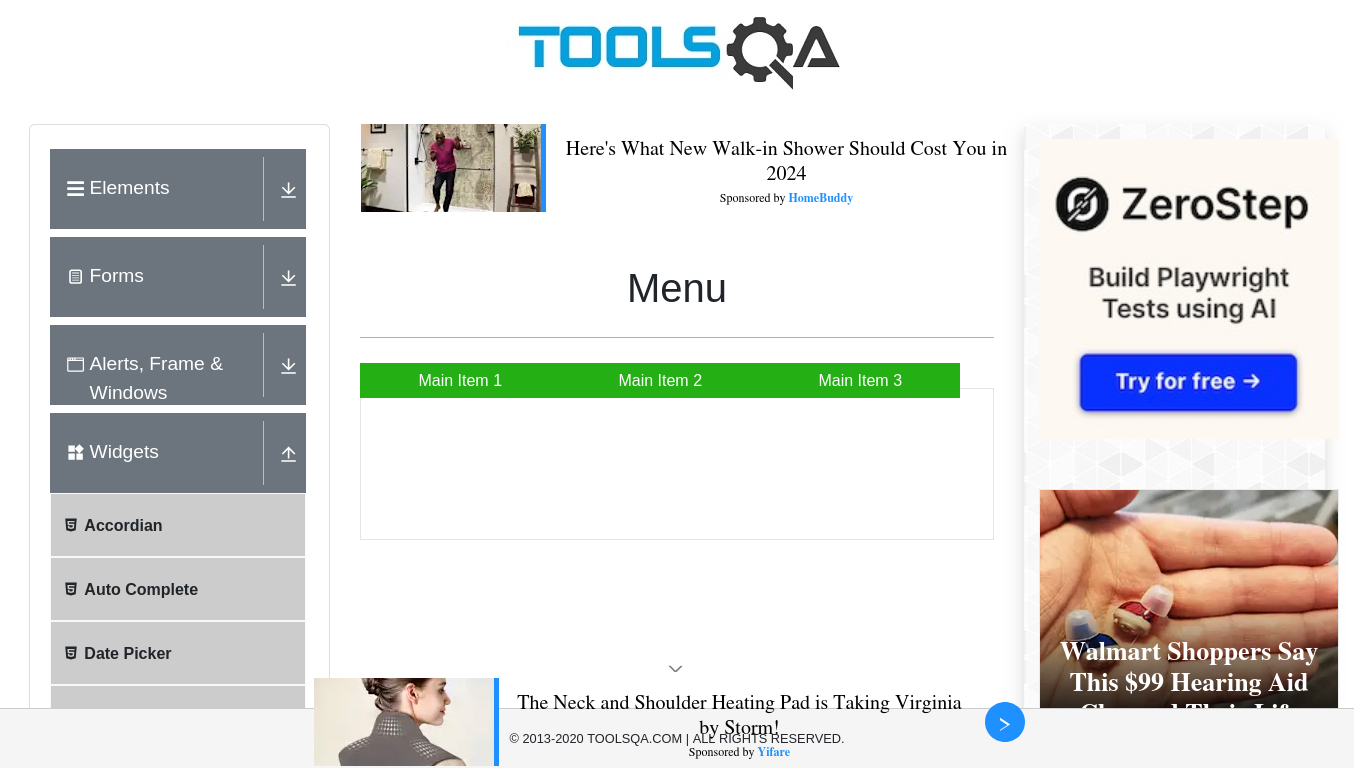 TOOLSQA
Elements
Forms
Alerts, Frame &
Windows
Widgets
Accordian
Auto Complete
Date Picker
Here's What New Walk-in Shower Should Cost You in
2024
Sponsored by HomeBuddy
Menu
Main Item 1
Main Item 2
Main Item 3
ZeroStep
Build Playwright
Tests using AI
Try for free →
Walmart Shoppers Say
This $99 Hearing Aid
The Neck and Shoulder Heating Pad is Taking Virginia
by Storm!
© 2013-2020 TOOLSQA.COM | ALL RIGHTS RESERVED.
Sponsored by Yifare